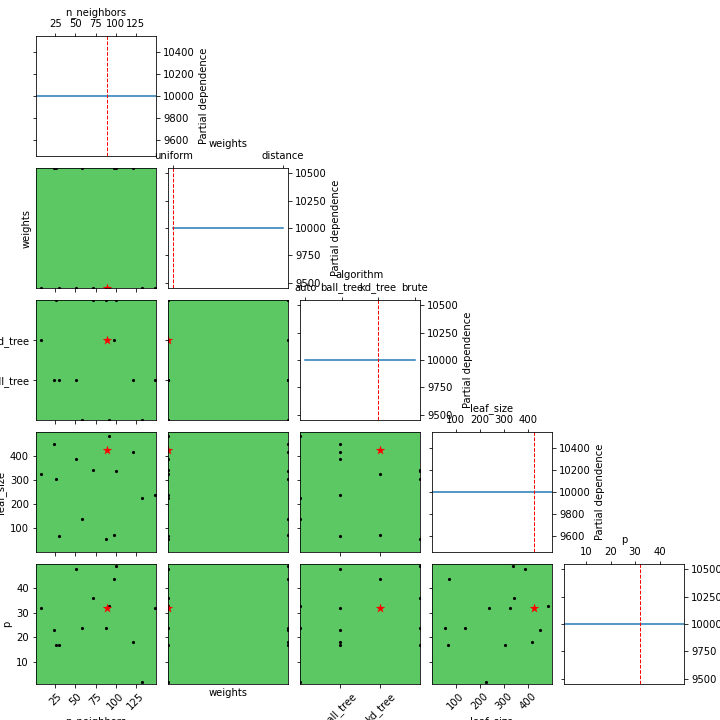 n_neighbors
25 50 75 100 125
10400
10200
10000
9800
9600
Partial dependence
weights
uniform distance
10500
10250
10000
9750
9500
Partial dependence
weights
algorithm
auto ball_tree kd_tree brute
10500
10250
10000
9750
9500
Partial dependence
d_tree
ll_tree
leaf_size
100 200 300 400
10400
10200
10000
9800
9600
Partial dependence
400
300
200
100
leaf_size
p
10 20 30 40
10500
10250
10000
9750
9500
Partial dependence
40
30
20
10
p
25 50 75 100 125
n_neighbors
weights
all_tree kd_tree
100 200 300 400
leaf_size